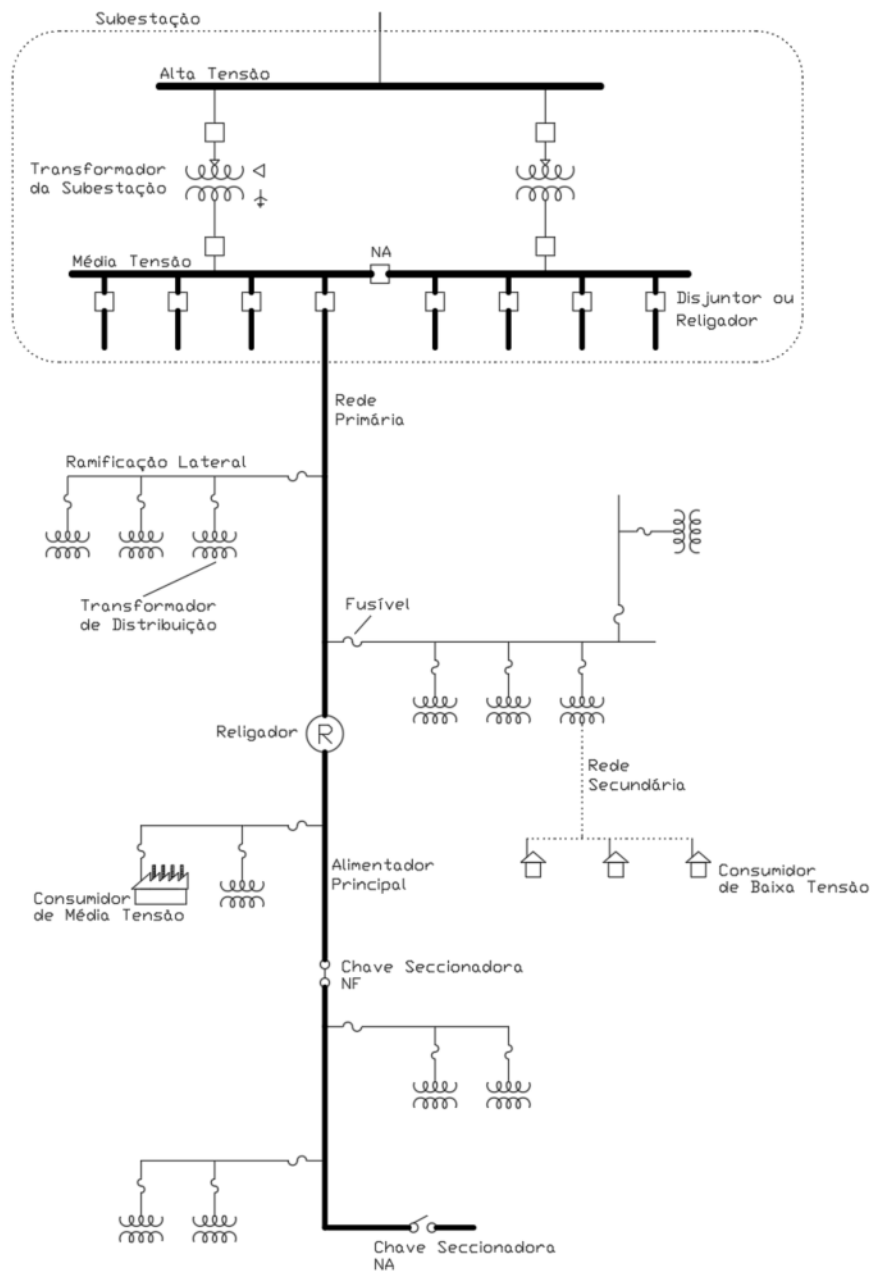 Subestação
Alta Tensão
Transformador
da Subestação
Média Tensão
NA
Disjuntor ou
Religador
Rede
Primária
Ramificação Lateral
Transformador
de Distribuição
Fusível
Religador
R
Rede
Secundária
Alimentador
Principal
Consumidor
de Média Tensão
Consumidor
de Baixa Tensão
Chave Seccionadora
NF
Chave Seccionadora
NA